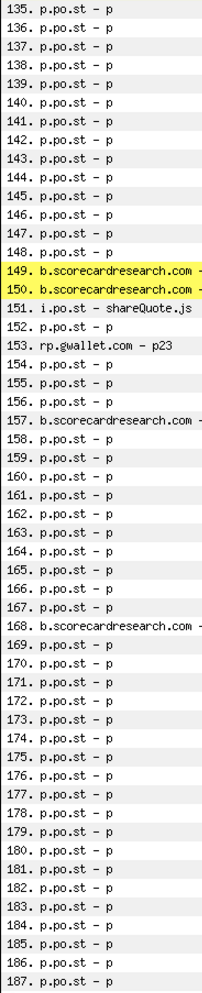 135. p.po.st - p
136. p.po.st - p
137. p.po.st - p
138. p.po.st - p
139. p.po.st - p
140. p.po.st - p
141. p.po.st - p
142. p.po.st - p
143. p.po.st - p
144. p.po.st - p
145. p.po.st - p
146. p.po.st - p
147. p.po.st - p
148. p.po.st - p
149. b.scorecardresearch.com -
150. b.scorecardresearch.com -
151. i.po.st - shareQuote.js
152. p.po.st - p
153. rp.gwallet.com - p23
154. p.po.st - p
155. p.po.st - p
156. p.po.st - p
157. b.scorecardresearch.com -
158. p.po.st - p
159. p.po.st - p
160. p.po.st - p
161. p.po.st - p
162. p.po.st - p
163. p.po.st - p
164. p.po.st - p
165. p.po.st - p
166. p.po.st - p
167. p.po.st - p
168. b.scorecardresearch.com -
169. p.po.st - p
170. p.po.st - p
171. p.po.st - p
172. p.po.st - p
173. p.po.st - p
174. p.po.st - p
175. p.po.st - p
176. p.po.st - p
177. p.po.st - p
178. p.po.st - p
179. p.po.st - p
180. p.po.st - p
181. p.po.st - p
182. p.po.st - p
183. p.po.st - p
184. p.po.st - p
185. p.po.st - p
186. p.po.st - p
187. p.po.st - p